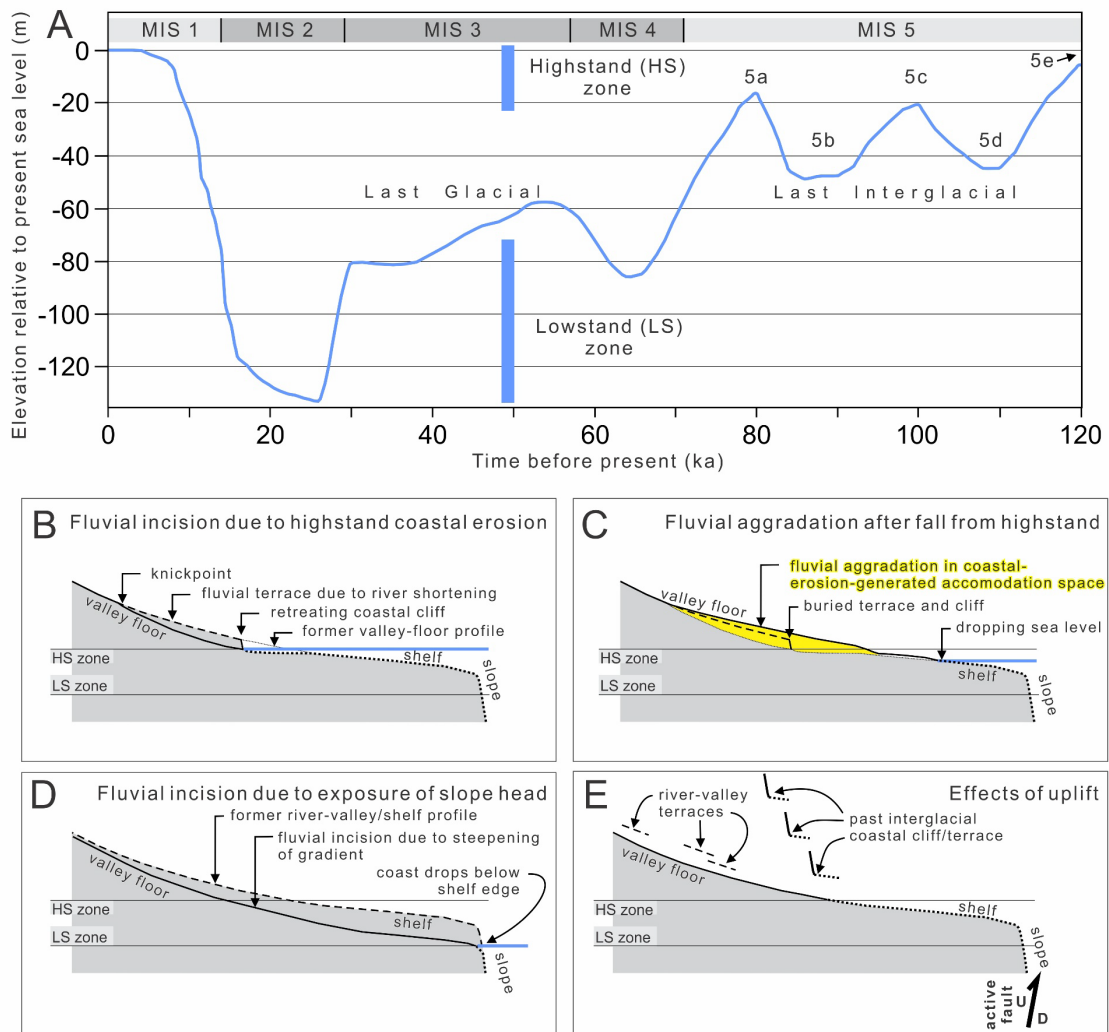 A
MIS 1
MIS 2
MIS 3
MIS 4
MIS 5
Elevation relative to present sea level (m)
0
-20
-40
-60
-80
-100
-120
Highstand (HS)
zone
5a
5b
5c
5d
5e
Last Glacial
Last Interglacial
Lowstand (LS)
zone
0
20
40
60
80
100
120
Time before present (ka)
B
Fluvial incision due to highstand coastal erosion
knickpoint
fluvial terrace due to river shortening
retreating coastal cliff
former valley-floor profile
valley floor
HS zone
LS zone
shelf
slope
C
Fluvial aggradation after fall from highstand
fluvial aggradation in coastal-
erosion-generated accomodation space
valley floor
buried terrace and cliff
dropping sea level
HS zone
LS zone
shelf
slope
D
Fluvial incision due to exposure of slope head
former river-valley/shelf profile
fluvial incision due to steepening
of gradient
coast drops below
shelf edge
valley floor
HS zone
LS zone
shelf
slope
E
Effects of uplift
river-valley
terraces
past interglacial
coastal cliff/terrace
valley floor
HS zone
LS zone
shelf
slope
active
fault
U
D